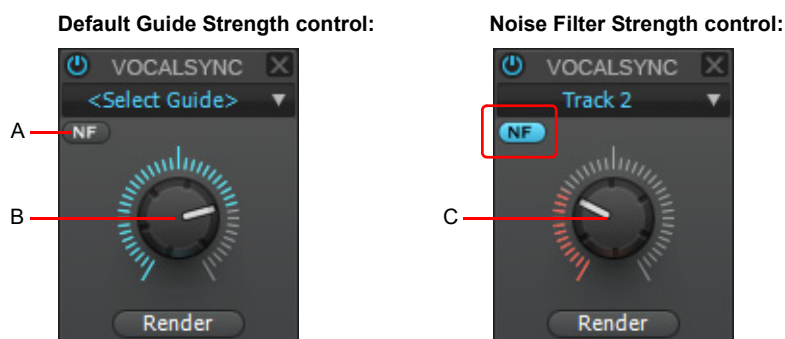 Default Guide Strength control:
Noise Filter Strength control:
VOCALSYNC X
<Select Guide>
A
NF
B
Render
VOCALSYNC X
Track 2
NF
C
Render